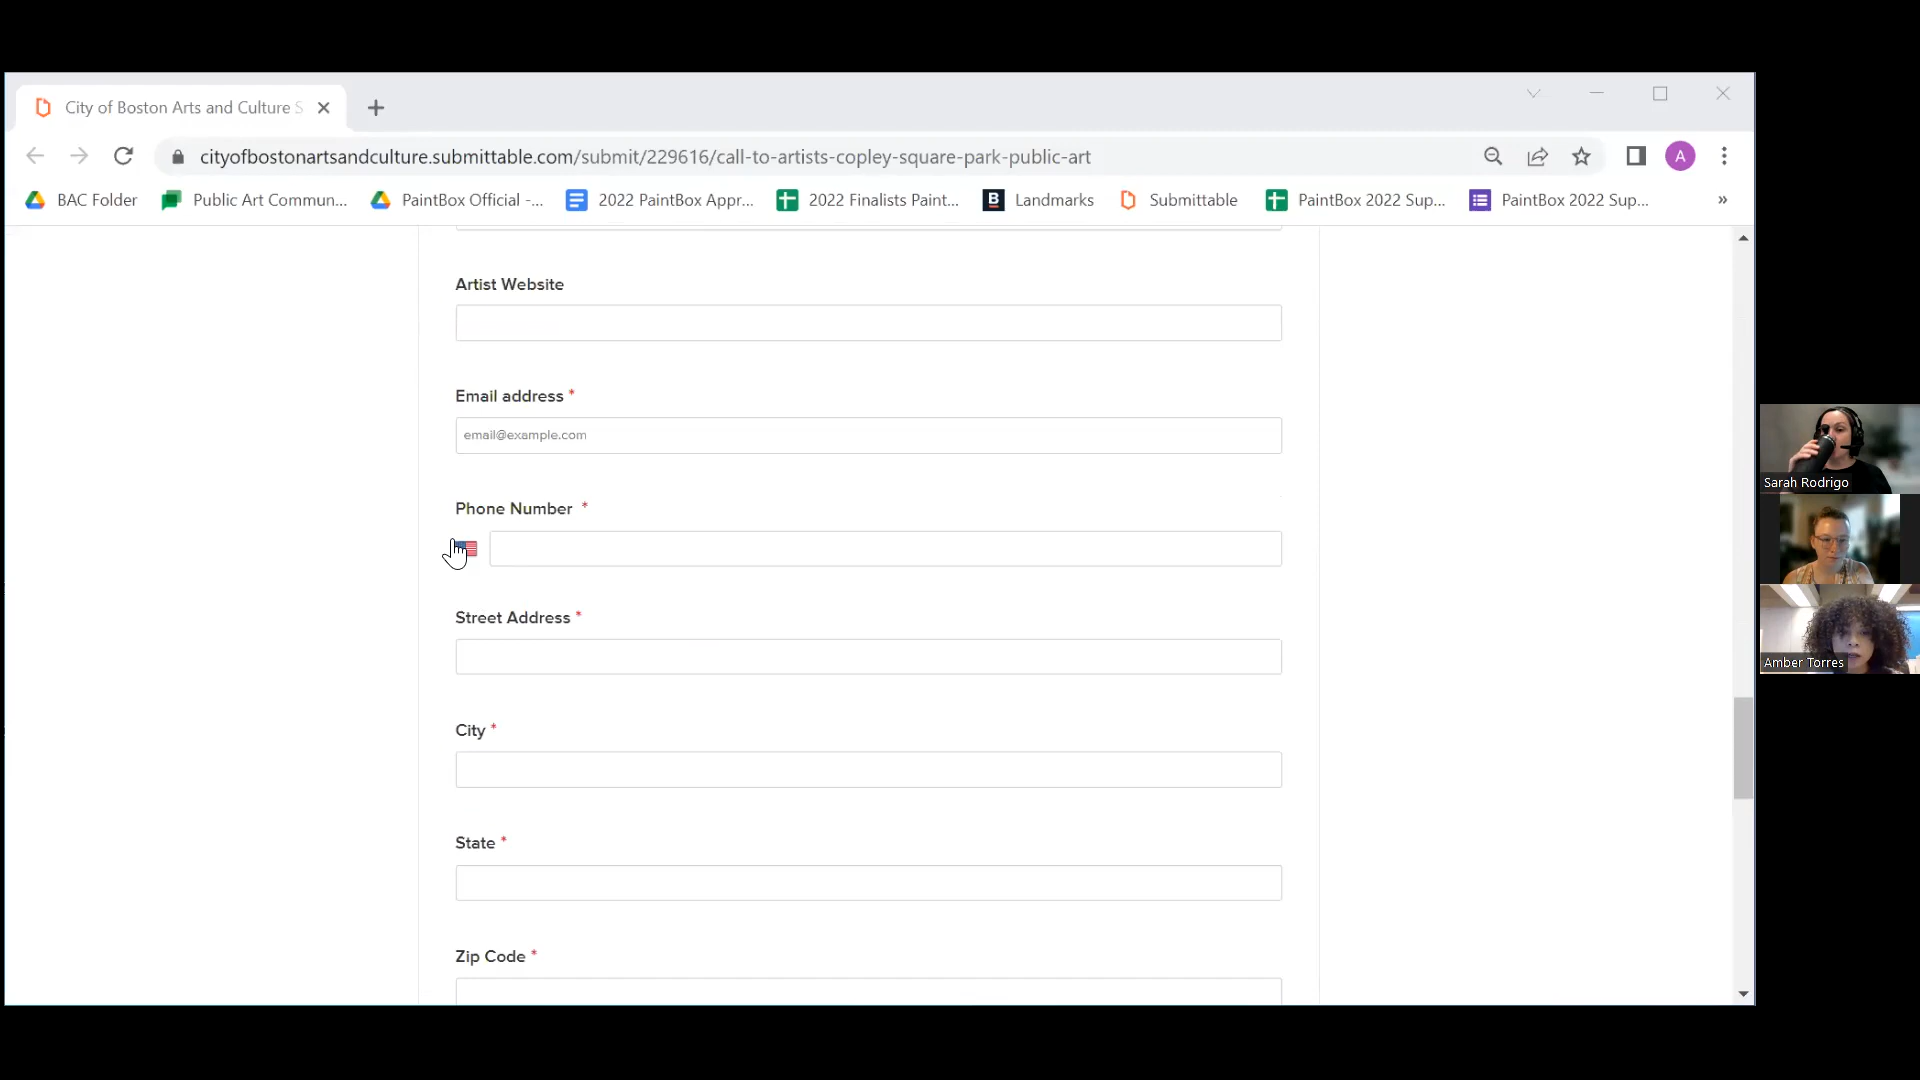 City of Boston Arts and Culture S
cityofbostonartsandculture.submittable.com/submit/229616/call-to-artists-copley-square-park-public-art
A
BAC Folder
Public Art Commun...
PaintBox Official -...
2022 PaintBox Appr...
2022 Finalists Paint...
B
Landmarks
Submittable
PaintBox 2022 Sup...
PaintBox 2022 Sup...
»
Artist Website
Email address *
email@example.com
Phone Number *
Street Address *
City *
State *
Zip Code *
Sarah Rodrigo
Amber Torres